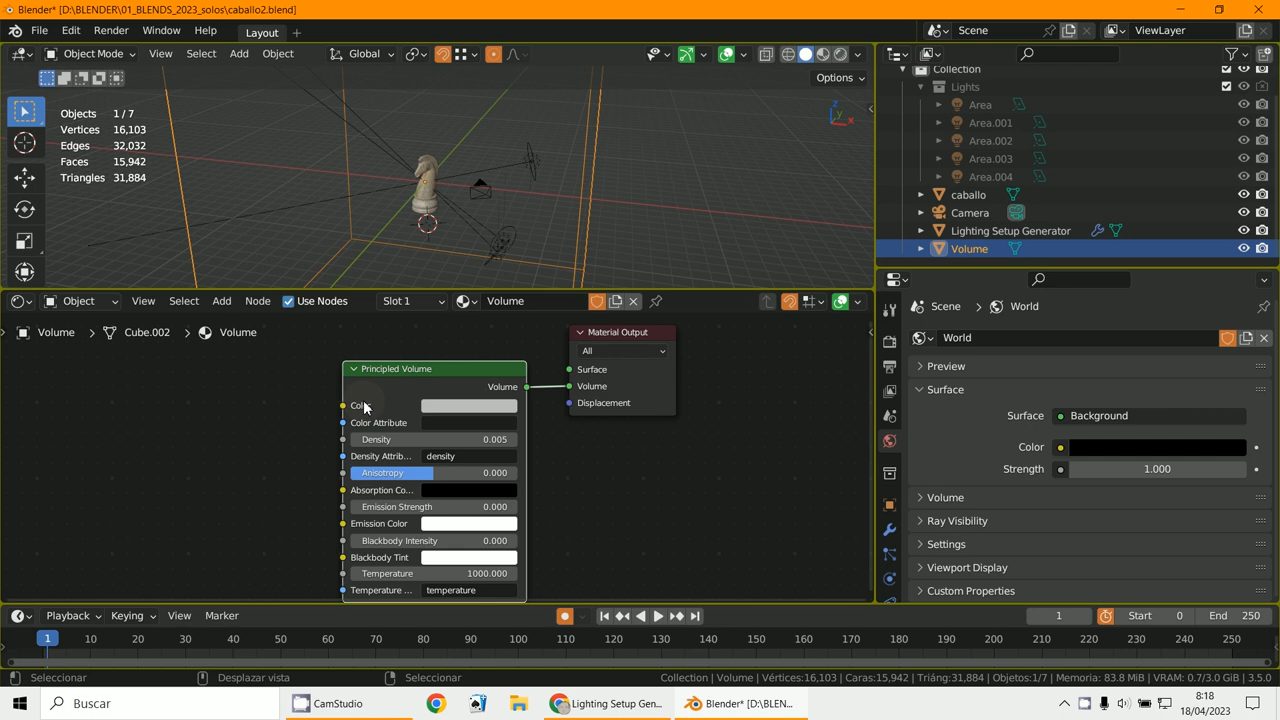 Blender* [D:\BLENDER\01_BLENDS_2023_solos\caballo2.blend]
File Edit Render Window Help Layout + Scene ViewLayer
Object Mode View Select Add Object Global
Options
Objects 1 / 7
Vertices 16,103
Edges 32,032
Faces 15,942
Triangles 31,884
Z
X
Collection
Lights
Area
Area.001
Area.002
Area.003
Area.004
caballo
Camera
Lighting Setup Generator
Volume
Object View Select Add Node Use Nodes Slot 1 Volume
Volume > Cube.002 > Volume
Principled Volume
Volume
Color
Color Attribute
Density 0.005
Density Attrib... density
Anisotropy 0.000
Absorption Co...
Emission Strength 0.000
Emission Color
Blackbody Intensity 0.000
Blackbody Tint
Temperature 1000.000
Temperature ... temperature
Material Output
All
Surface
Volume
Displacement
Scene > World
World
Preview
Surface
Surface Background
Color
Strength 1.000
Volume
Ray Visibility
Settings
Viewport Display
Custom Properties
Playback Keying View Marker 1 Start 0 End 250
1 10 20 30 40 50 60 70 80 90 100 110 120 130 140 150 160 170 180 190 200 210 220 230 240 250
Seleccionar Desplazar vista Seleccionar Collection | Volume | Vértices:16,103 | Caras:15,942 | Triáng:31,884 | Objetos:1/7 | Memoria: 83.8 MiB | VRAM: 0.7/3.0 GiB | 3.5.0
Buscar CamStudio Lighting Setup Gen... Blender* [D:\BLEN... 8:18
18/04/2023